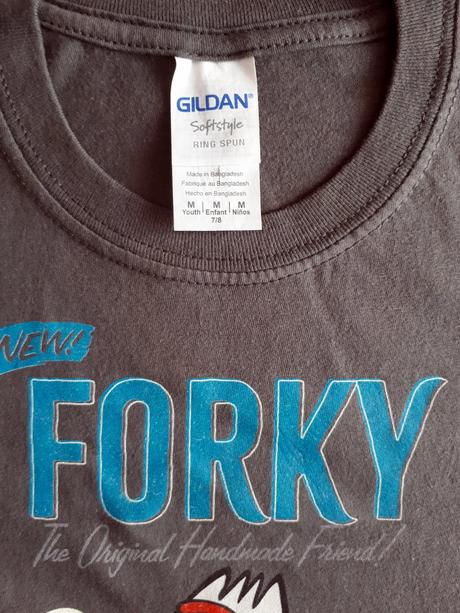 GILDAN®
Softstyle
RING SPUN
Made in Bangladesh
Fabriqué au Bangladesh
Hecho en Bangladesh
M | M | M
Youth | Enfant | Niños
7/8
NEW!
FORKY
The Original Handmade Friend!